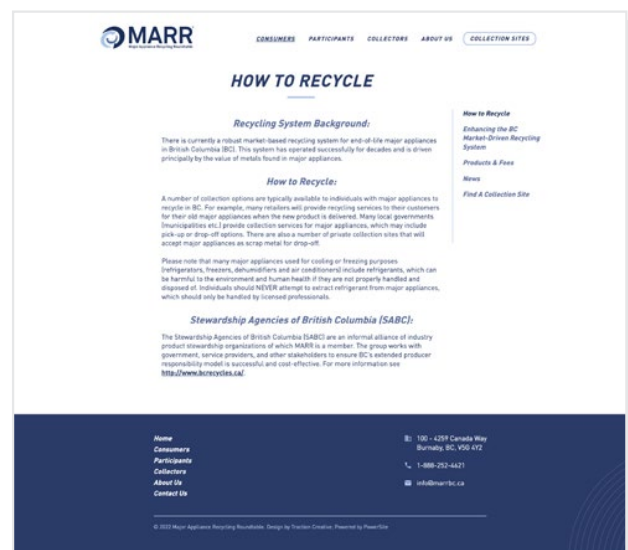 MARR
Major Appliance Recycling Roundtable
CONSUMERS PARTICIPANTS COLLECTORS ABOUT US COLLECTION SITES
HOW TO RECYCLE
Recycling System Background:
There is currently a robust market-based recycling system for end-of-life major appliances
in British Columbia (BC). This system has operated successfully for decades and is driven
principally by the value of metals found in major appliances.
How to Recycle:
A number of collection options are typically available to individuals with major appliances to
recycle in BC. For example, many retailers will provide recycling services to their customers
for their old major appliances when the new product is delivered. Many local governments
(municipalities etc.) provide collection services for major appliances, which may include
pick-up or drop-off options. There are also a number of private collection sites that will
accept major appliances as scrap metal for drop-off.
Please note that many major appliances used for cooling or freezing purposes
(refrigerators, freezers, dehumidifiers and air conditioners) include refrigerants, which can
be harmful to the environment and human health if they are not properly handled and
disposed of. Individuals should NEVER attempt to extract refrigerant from major appliances,
which should only be handled by licensed professionals.
Stewardship Agencies of British Columbia (SABC):
The Stewardship Agencies of British Columbia (SABC) are an informal alliance of industry
product stewardship organizations of which MARR is a member. The group works with
government, service providers, and other stakeholders to ensure BC's extended producer
responsibility model is successful and cost-effective. For more information see
http://www.bcrecycles.ca/.
How to Recycle
Enhancing the BC
Market-Driven Recycling
System
Products & Fees
News
Find A Collection Site
Home
Consumers
Participants
Collectors
About Us
Contact Us
100 - 4259 Canada Way
Burnaby, BC, V5G 4Y2
1-888-252-4621
info@marrbc.ca
© 2023 Major Appliance Recycling Roundtable. Design by Traction Creative. Powered by PowerSite